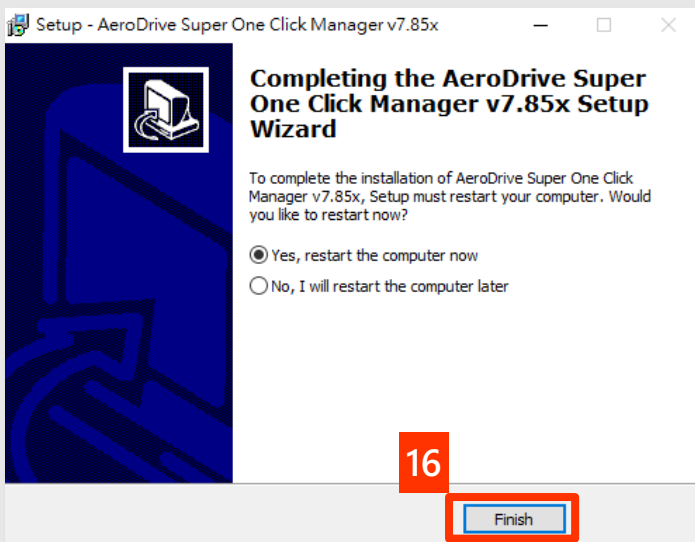 Setup - AeroDrive Super One Click Manager v7.85x
Completing the AeroDrive Super
One Click Manager v7.85x Setup
Wizard
To complete the installation of AeroDrive Super One Click
Manager v7.85x, Setup must restart your computer. Would
you like to restart now?
Yes, restart the computer now
No, I will restart the computer later
16
Finish